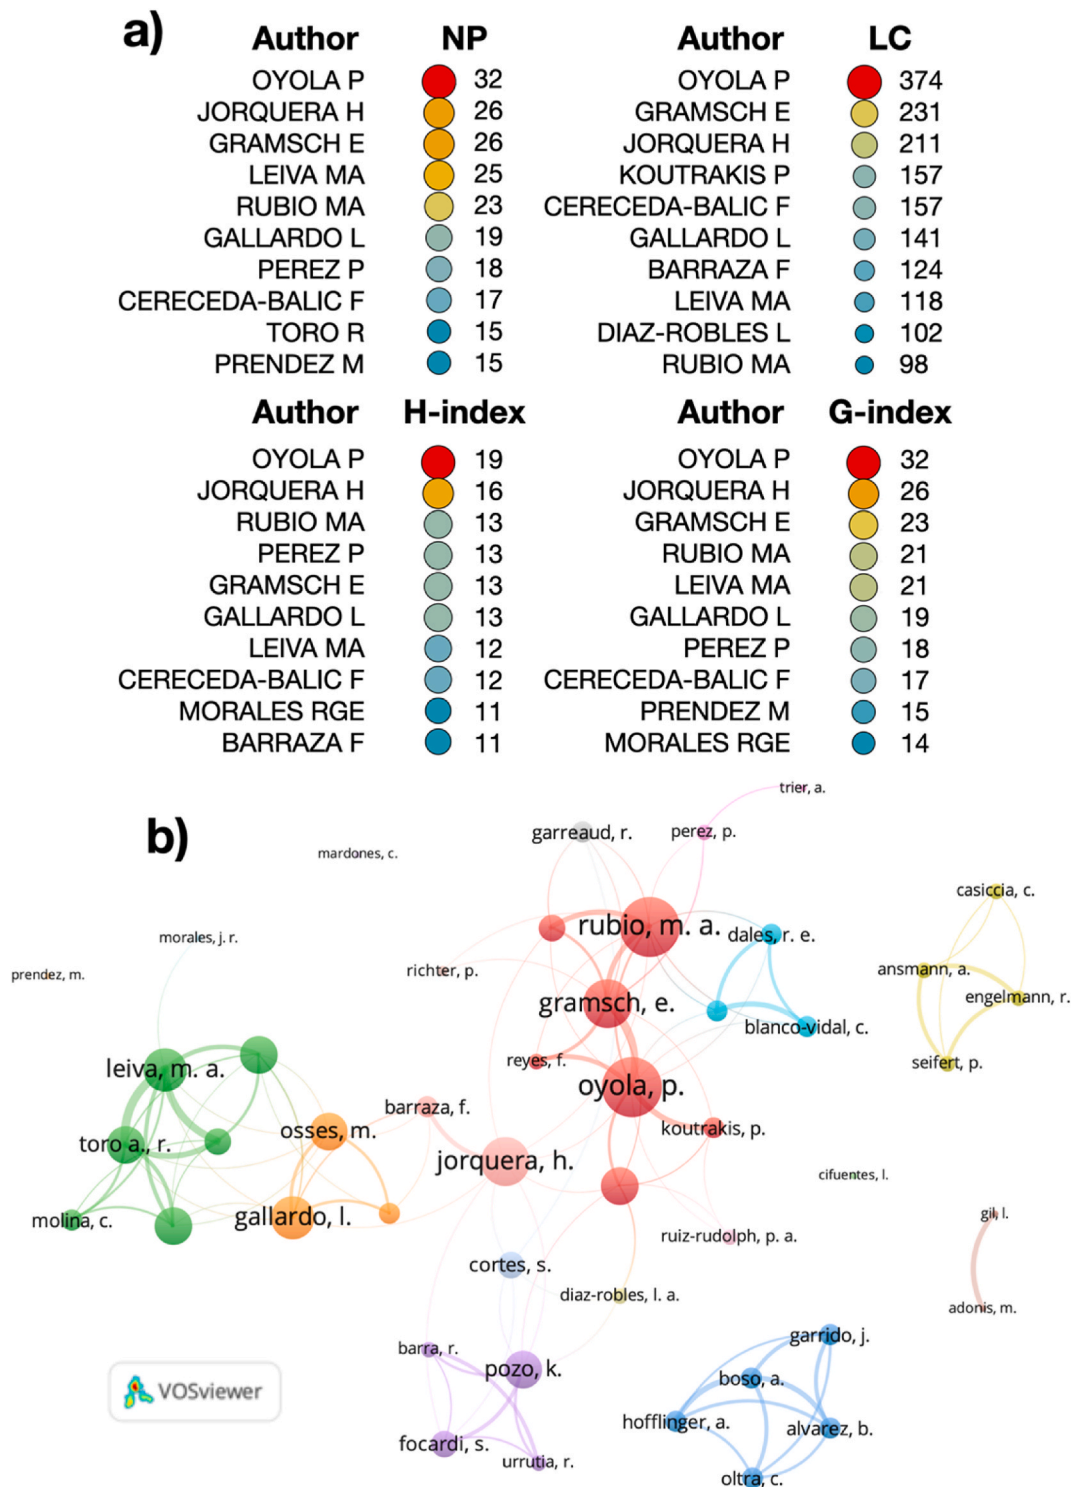 a)
Author NP
OYOLA P 32
JORQUERA H 26
GRAMSCH E 26
LEIVA MA 25
RUBIO MA 23
GALLARDO L 19
PEREZ P 18
CERECEDA-BALIC F 17
TORO R 15
PRENDEZ M 15
Author LC
OYOLA P 374
GRAMSCH E 231
JORQUERA H 211
KOUTRAKIS P 157
CERECEDA-BALIC F 157
GALLARDO L 141
BARRAZA F 124
LEIVA MA 118
DIAZ-ROBLES L 102
RUBIO MA 98
Author H-index
OYOLA P 19
JORQUERA H 16
RUBIO MA 13
PEREZ P 13
GRAMSCH E 13
GALLARDO L 13
LEIVA MA 12
CERECEDA-BALIC F 12
MORALES RGE 11
BARRAZA F 11
Author G-index
OYOLA P 32
JORQUERA H 26
GRAMSCH E 23
RUBIO MA 21
LEIVA MA 21
GALLARDO L 19
PEREZ P 18
CERECEDA-BALIC F 17
PRENDEZ M 15
MORALES RGE 14
b)
trier, a.
garreaud, r.
perez, p.
mardones, c.
casiccia, c.
rubio, m. a.
dales, r. e.
morales, j. r.
prendez, m.
richter, p.
ansmann, a.
engelmann, r.
gramsch, e.
blanco-vidal, c.
reyes, f.
seifert, p.
leiva, m. a.
oyola, p.
barraza, f.
koutrakis, p.
osses, m.
toro a., r.
jorquera, h.
cifuentes, l.
molina, c.
gallardo, l.
gil, l.
ruiz-rudolph, p. a.
cortes, s.
diaz-robles, l. a.
adonis, m.
garrido, j.
barra, r.
pozo, k.
boso, a.
VOSviewer
hofflinger, a.
alvarez, b.
focardi, s.
urrutia, r.
oltra, c.